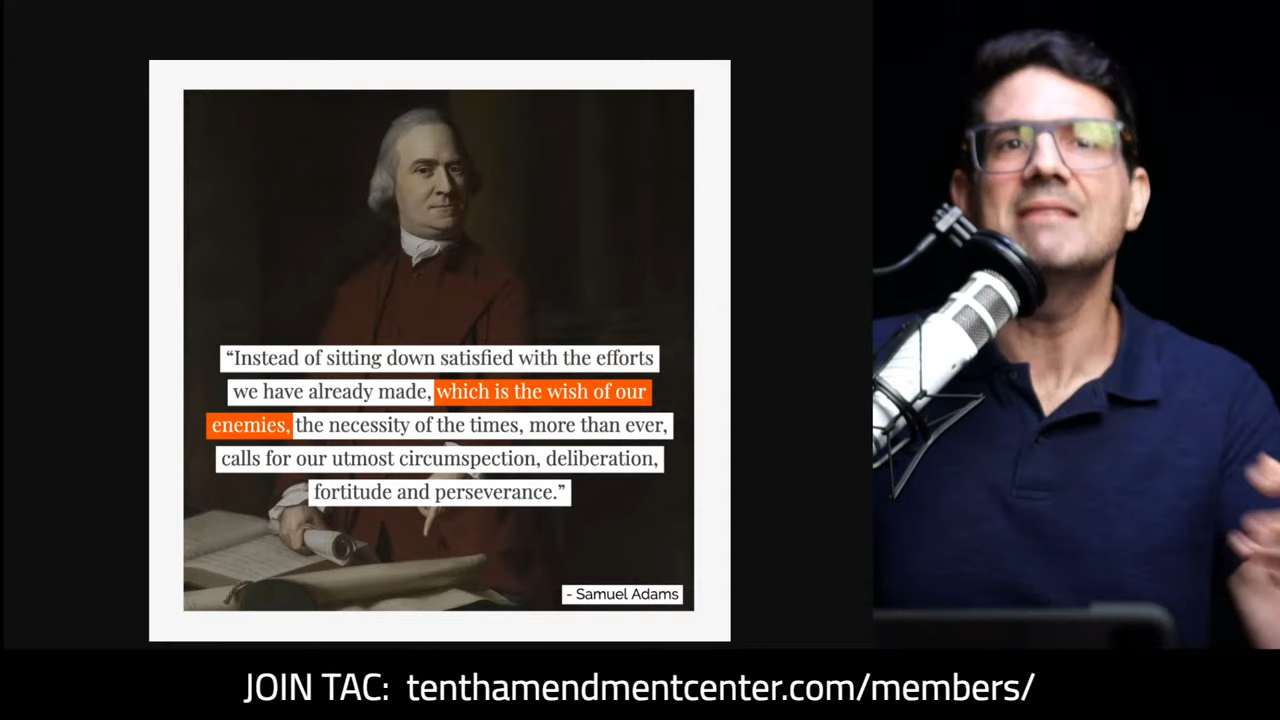 “Instead of sitting down satisfied with the efforts
we have already made, which is the wish of our
enemies, the necessity of the times, more than ever,
calls for our utmost circumspection, deliberation,
fortitude and perseverance.”
- Samuel Adams
JOIN TAC: tenthamendmentcenter.com/members/